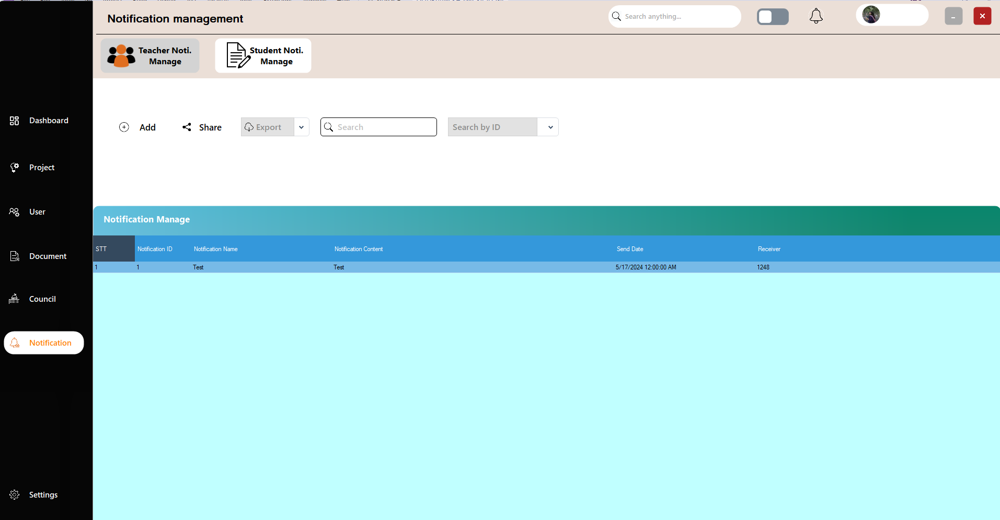 Notification management
Search anything...
Teacher Noti.
Manage
Student Noti.
Manage
Dashboard
Project
User
Document
Council
Notification
Settings
Add
Share
Export
Search
Search by ID
Notification Manage
STT Notification ID Notification Name Notification Content Send Date Receiver
1 1 Test Test 5/17/2024 12:00:00 AM 1248